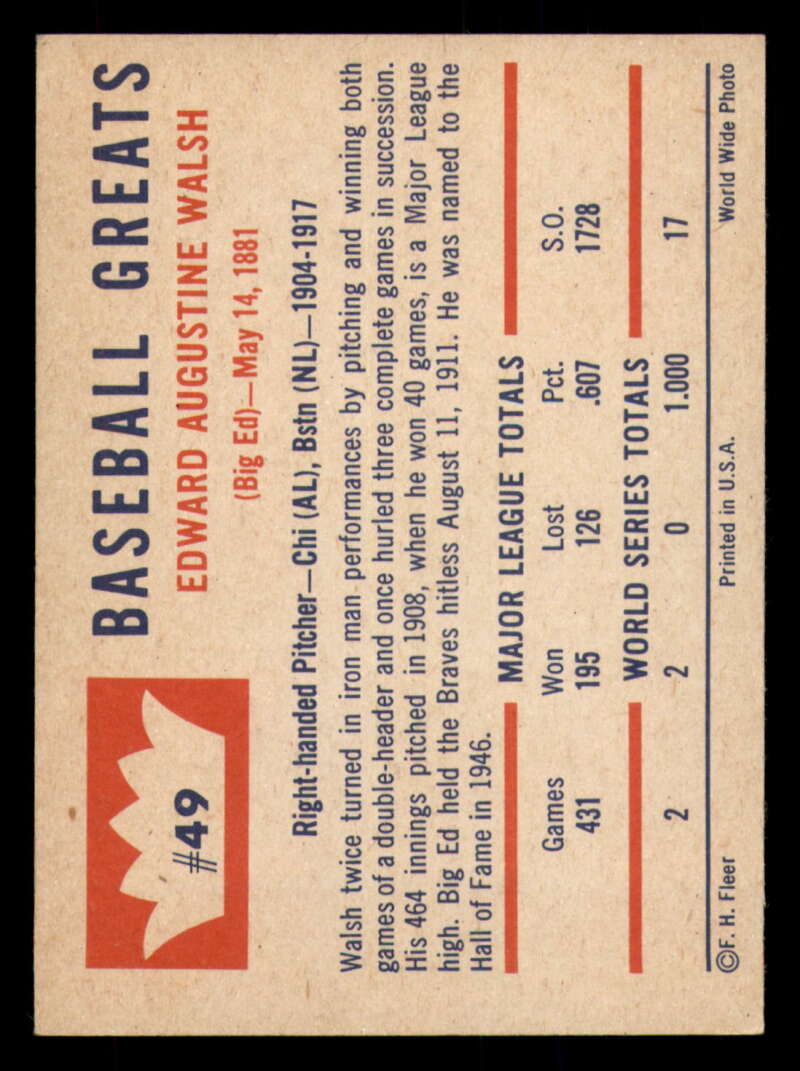 #49
BASEBALL GREATS
EDWARD AUGUSTINE WALSH
(Big Ed)—May 14, 1881
Right-handed Pitcher—Chi (AL), Bstn (NL)—1904-1917
Walsh twice turned in iron man performances by pitching and winning both
games of a double-header and once hurled three complete games in succession.
His 464 innings pitched in 1908, when he won 40 games, is a Major League
high. Big Ed held the Braves hitless August 11, 1911. He was named to the
Hall of Fame in 1946.
MAJOR LEAGUE TOTALS
Games Won Lost Pct. S.O.
431 195 126 .607 1728
WORLD SERIES TOTALS
2 2 0 1.000 17
©F. H. Fleer Printed in U.S.A. World Wide Photo